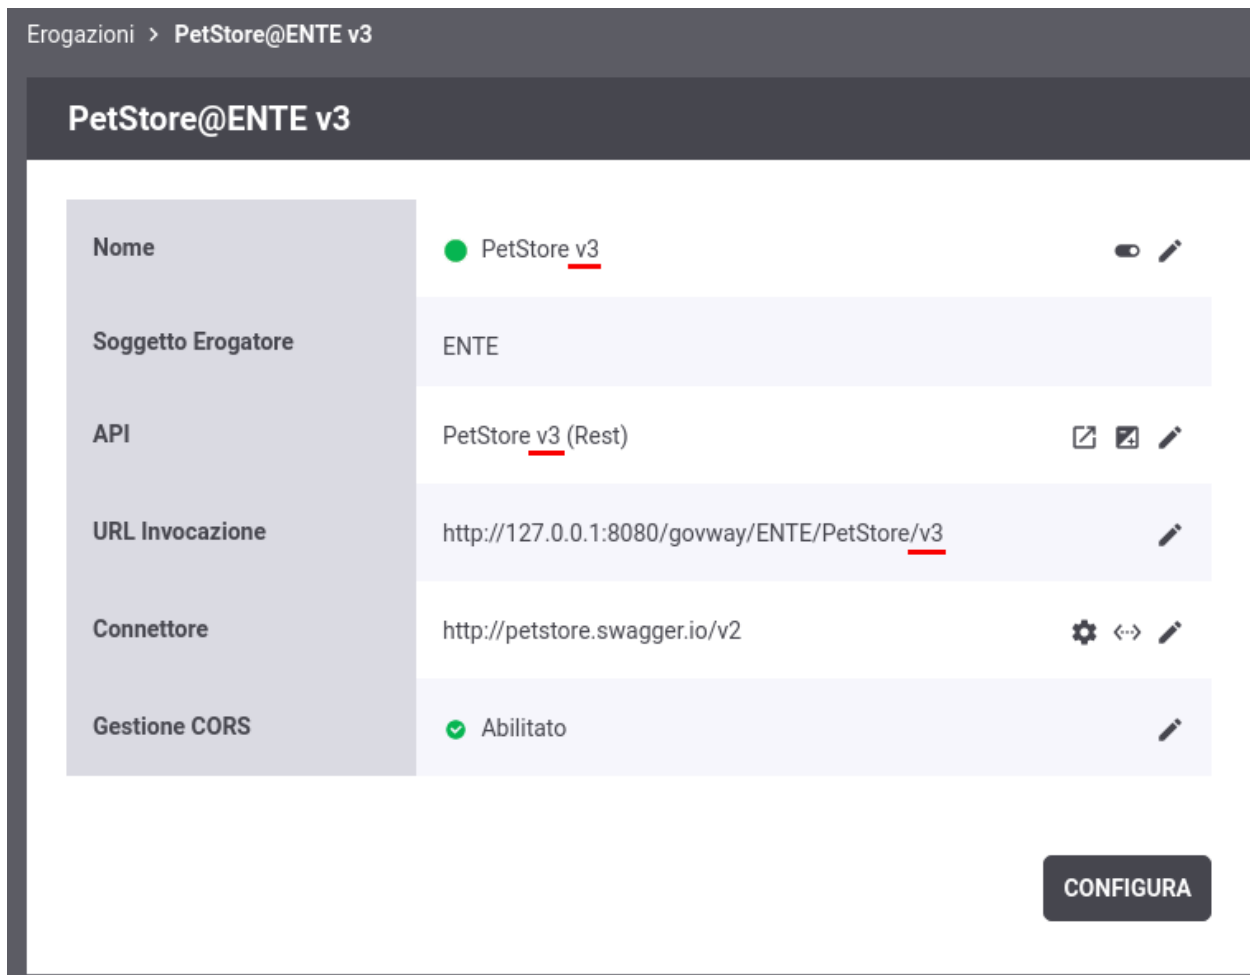 Erogazioni > PetStore@ENTE v3
PetStore@ENTE v3
Nome PetStore v3
Soggetto Erogatore ENTE
API PetStore v3 (Rest)
URL Invocazione http://127.0.0.1:8080/govway/ENTE/PetStore/v3
Connettore http://petstore.swagger.io/v2
Gestione CORS Abilitato
CONFIGURA